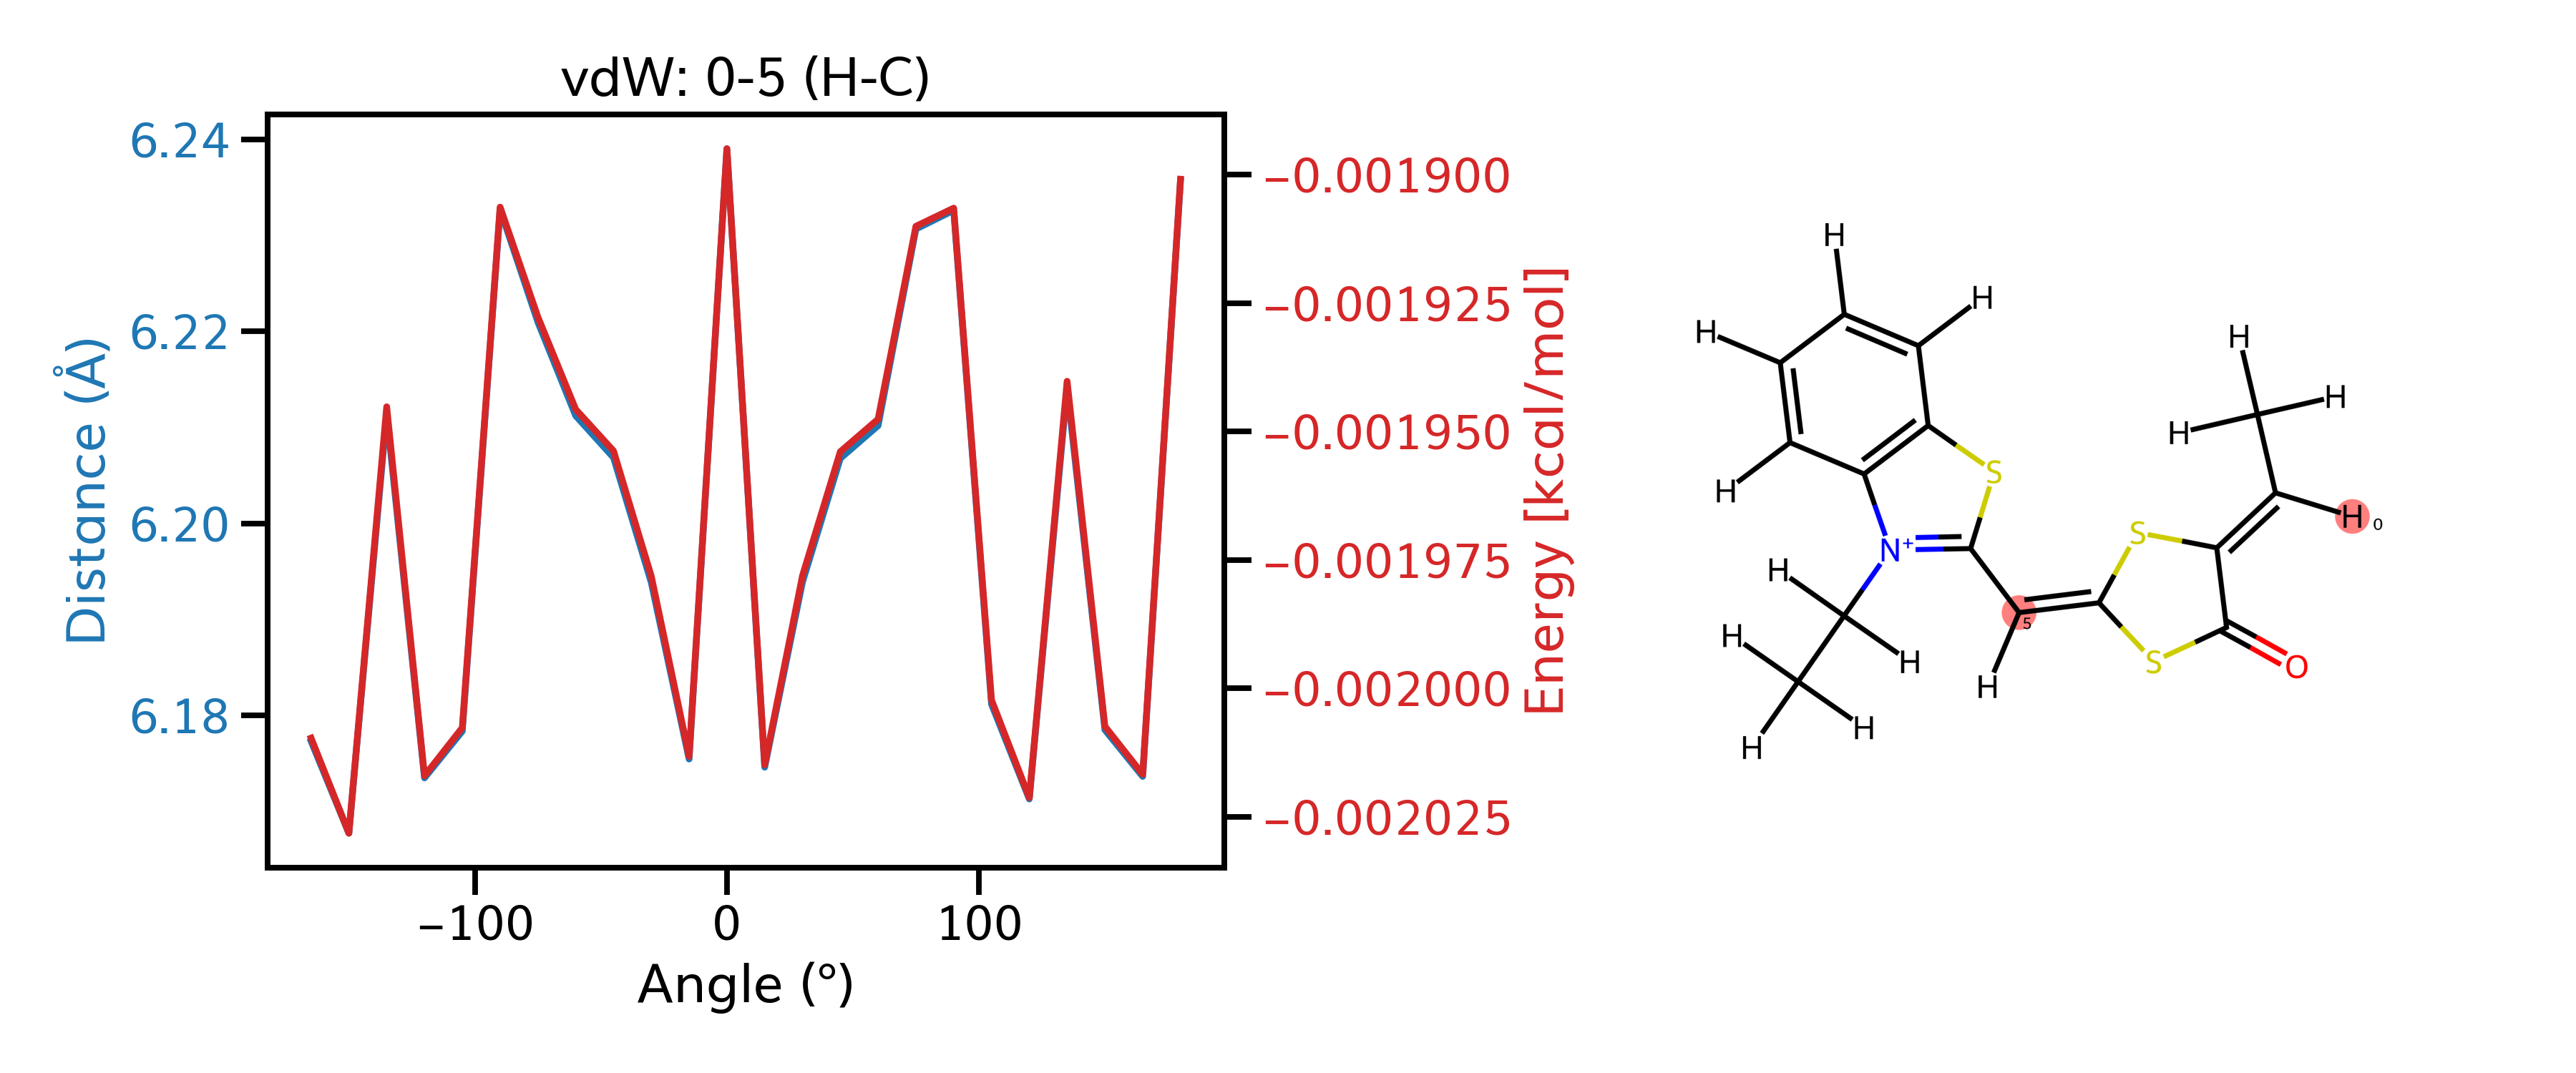 vdW: 0-5 (H-C)
6.24
6.22
6.20
6.18
Distance (Å)
−0.001900
−0.001925
−0.001950
−0.001975
−0.002000
−0.002025
Energy [kcal/mol]
−100 0 100
Angle (°)
H
H
H
H
H
H
H
S
H 0
S
N+
H
5
H
H
S
O
H
H
H